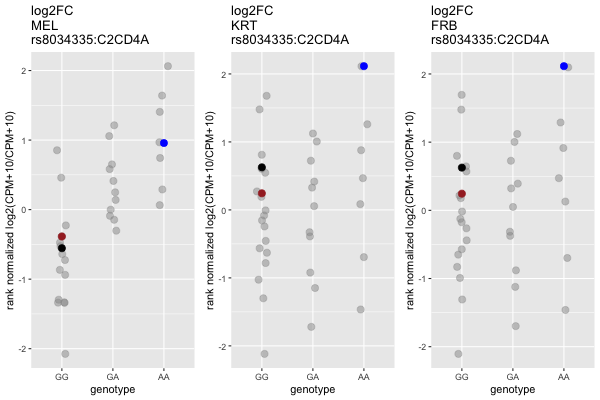 log2FC
MEL
rs8034335:C2CD4A
rank normalized log2(CPM+10/CPM+10)
2
1
0
-1
-2
GG
GA
AA
genotype
log2FC
KRT
rs8034335:C2CD4A
rank normalized log2(CPM+10/CPM+10)
2
1
0
-1
-2
GG
GA
AA
genotype
log2FC
FRB
rs8034335:C2CD4A
rank normalized log2(CPM+10/CPM+10)
2
1
0
-1
-2
GG
GA
AA
genotype